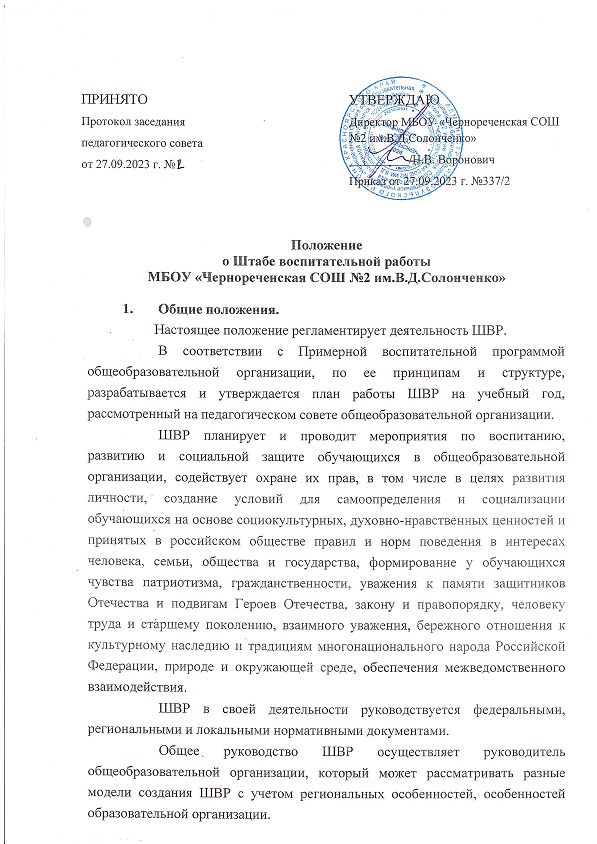 ПРИНЯТО
Протокол заседания
педагогического совета
от 27.09.2023 г. №2
УТВЕРЖДАЮ
Директор МБОУ «Чернореченская СОШ
№2 им.В.Д.Солонченко»
Н.В. Воронович
Приказ от 27.09.2023 г. №337/2
Положение
о Штабе воспитательной работы
МБОУ «Чернореченская СОШ №2 им.В.Д.Солонченко»
1. Общие положения.
Настоящее положение регламентирует деятельность ШВР.
В соответствии с Примерной воспитательной программой
общеобразовательной организации, по ее принципам и структуре,
разрабатывается и утверждается план работы ШВР на учебный год,
рассмотренный на педагогическом совете общеобразовательной организации.
ШВР планирует и проводит мероприятия по воспитанию,
развитию и социальной защите обучающихся в общеобразовательной
организации, содействует охране их прав, в том числе в целях развития
личности, создание условий для самоопределения и социализации
обучающихся на основе социокультурных, духовно-нравственных ценностей и
принятых в российском обществе правил и норм поведения в интересах
человека, семьи, общества и государства, формирование у обучающихся
чувства патриотизма, гражданственности, уважения к памяти защитников
Отечества и подвигам Героев Отечества, закону и правопорядку, человеку
труда и старшему поколению, взаимного уважения, бережного отношения к
культурному наследию и традициям многонационального народа Российской
Федерации, природе и окружающей среде, обеспечения межведомственного
взаимодействия.
ШВР в своей деятельности руководствуется федеральными,
региональными и локальными нормативными документами.
Общее руководство ШВР осуществляет руководитель
общеобразовательной организации, который может рассматривать разные
модели создания ШВР с учетом региональных особенностей, особенностей
образовательной организации.